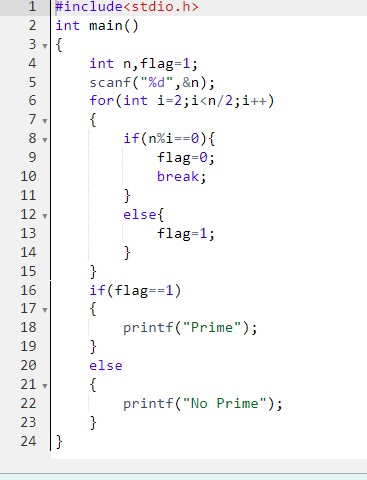 1 #include<stdio.h>
2 int main()
3 {
4 int n,flag=1;
5 scanf("%d",&n);
6 for(int i=2;i<n/2;i++)
7 {
8 if(n%i==0){
9 flag=0;
10 break;
11 }
12 else{
13 flag=1;
14 }
15 }
16 if(flag==1)
17 {
18 printf("Prime");
19 }
20 else
21 {
22 printf("No Prime");
23 }
24 }